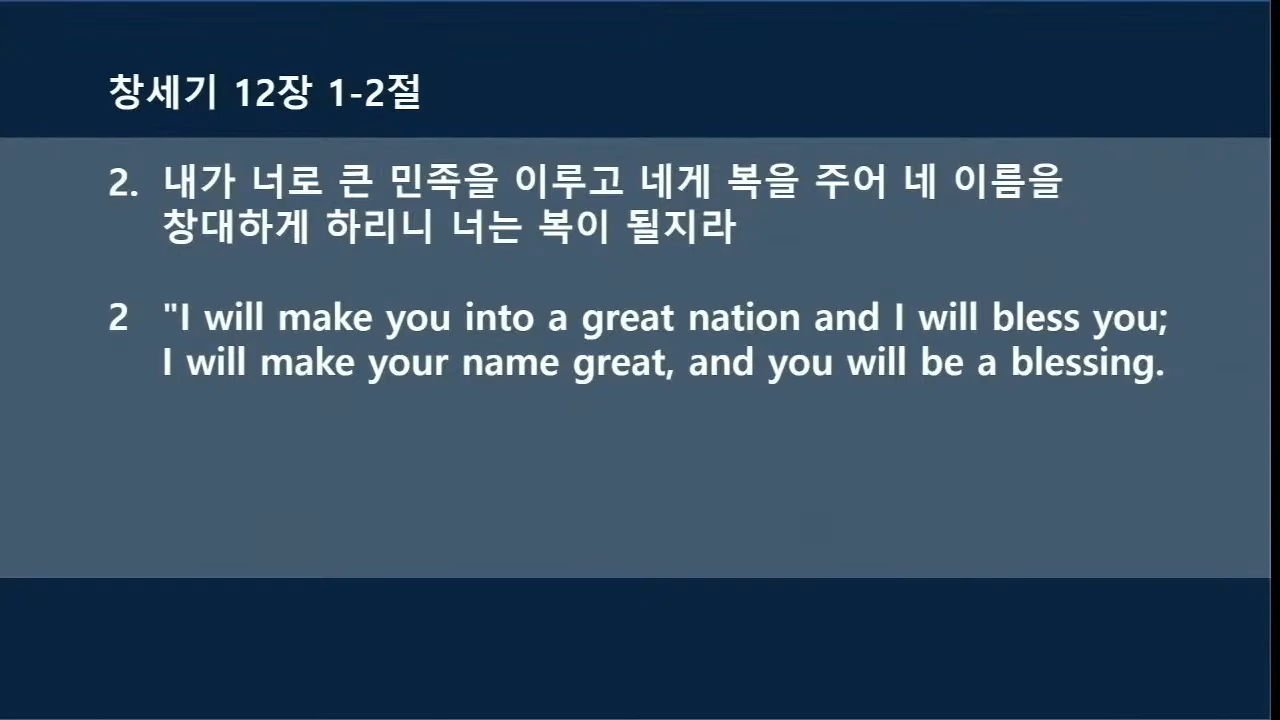 창세기 12장 1-2절
2. 내가 너로 큰 민족을 이루고 네게 복을 주어 네 이름을
창대하게 하리니 너는 복이 될지라
2 "I will make you into a great nation and I will bless you;
I will make your name great, and you will be a blessing.